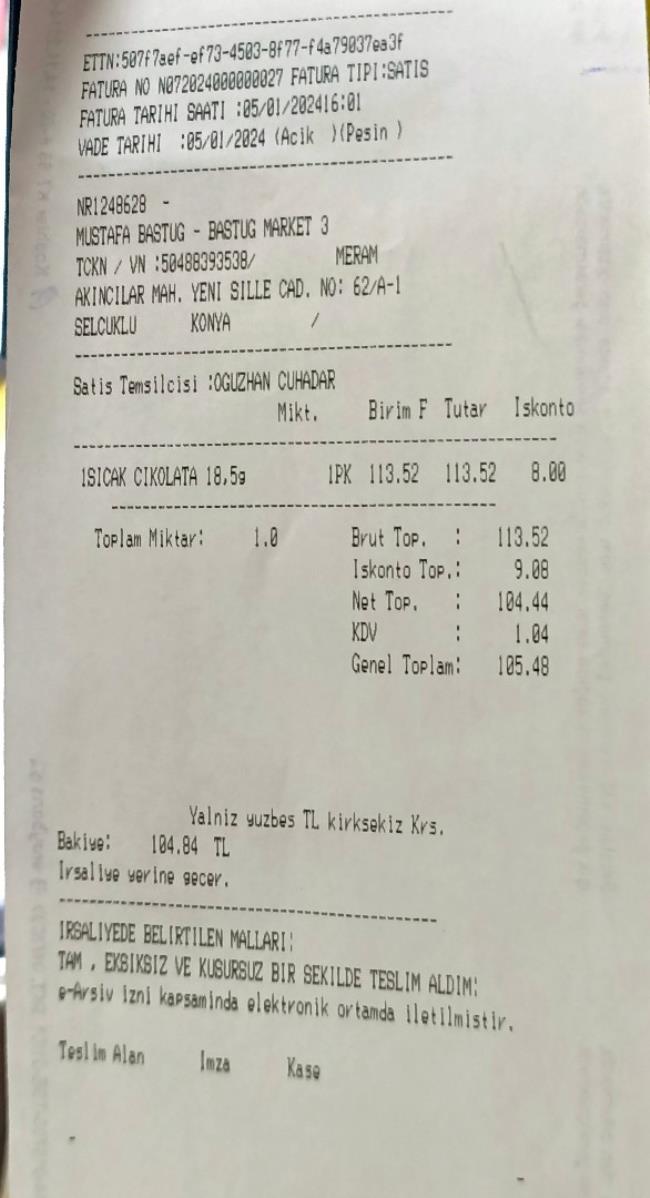 ETTN:507f7aef-ef73-4503-8f77-f4a79037ea3f
FATURA NO N072024000000027 FATURA TIPI:SATIS
FATURA TARIHI SAATI :05/01/202416:01
VADE TARIHI :05/01/2024 (Acik )(Pesin )
NR1248628 -
MUSTAFA BASTUG - BASTUG MARKET 3
TCKN / VN :50488393538/ MERAM
AKINCILAR MAH. YENI SILLE CAD. NO: 62/A-1
SELCUKLU KONYA /
Satis Temsilcisi :OGUZHAN CUHADAR
Mikt. Birim F Tutar Iskonto
1SICAK CIKOLATA 18,5g 1PK 113.52 113.52 8.00
Toplam Miktar: 1.0 Brut Top. : 113.52
Iskonto Top.: 9.08
Net Top. : 104.44
KDV : 1.04
Genel Toplam: 105.48
Yalniz yuzbes TL kirksekiz Krs.
Bakiye: 104.84 TL
Irsaliye yerine gecer.
IRSALIYEDE BELIRTILEN MALLARI:
TAM , EKSIKSIZ VE KUSURSUZ BIR SEKILDE TESLIM ALDIM:
e-Arsiv izni kapsaminda elektronik ortamda iletilmistir.
Teslim Alan Imza Kase